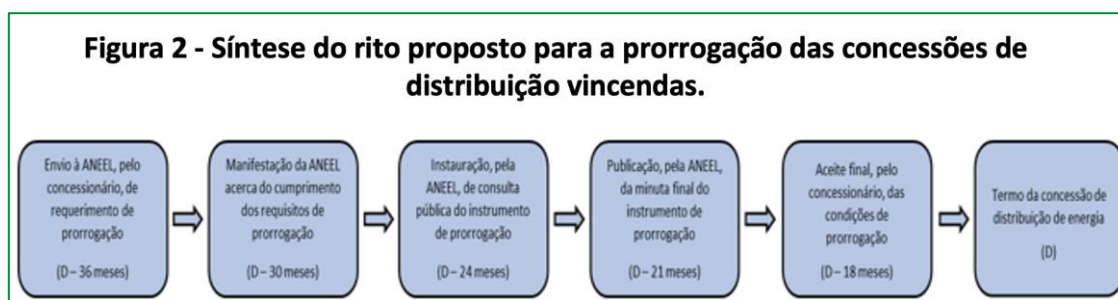 Figura 2 - Síntese do rito proposto para a prorrogação das concessões de
distribuição vincendas.
Envio à ANEEL, pelo
concessionário, de
requerimento de
prorrogação
(D – 36 meses)
Manifestação da ANEEL
acerca do cumprimento
dos requisitos de
prorrogação
(D – 30 meses)
Instauração, pela
ANEEL, de consulta
pública do instrumento
de prorrogação
(D – 24 meses)
Publicação, pela ANEEL,
da minuta final do
instrumento de
prorrogação
(D – 21 meses)
Aceite final, pelo
concessionário, das
condições de
prorrogação
(D – 18 meses)
Termo da concessão de
distribuição de energia
(D)